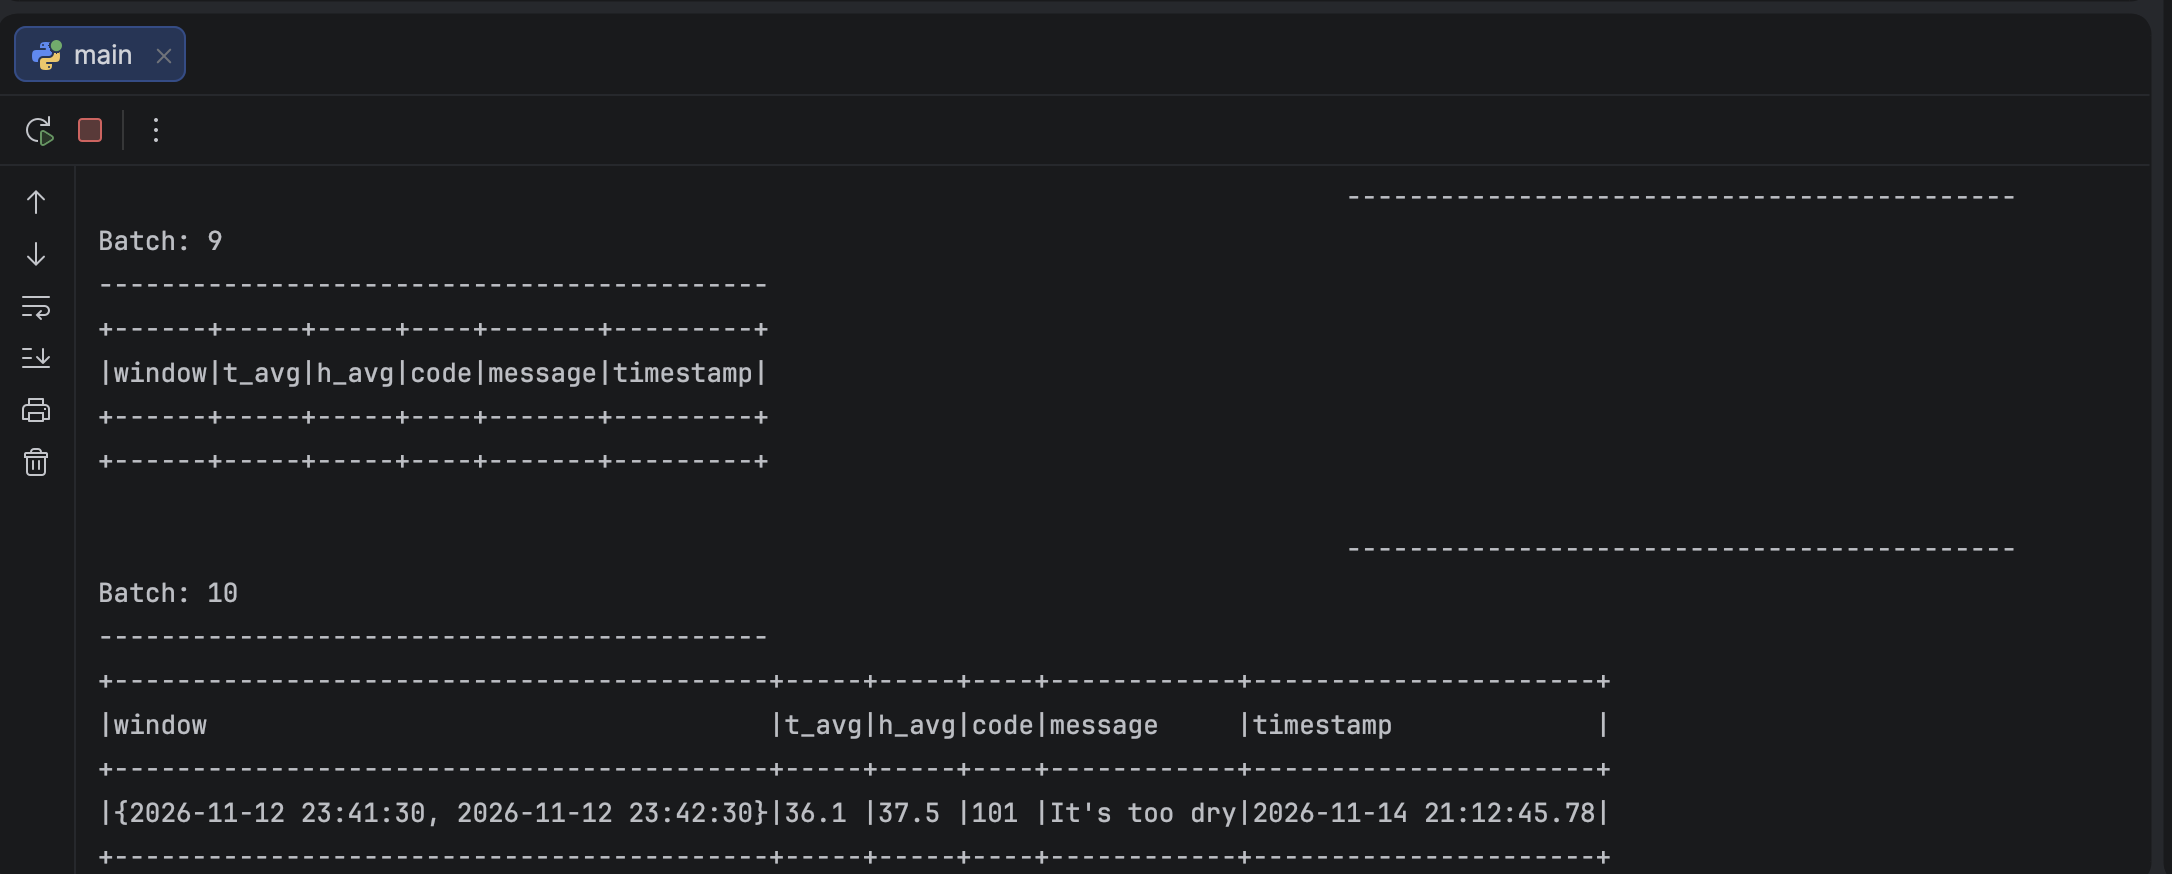 main
-------------------------------------------
Batch: 9
-------------------------------------------
+------+-----+-----+----+-------+---------+
|window|t_avg|h_avg|code|message|timestamp|
+------+-----+-----+----+-------+---------+
+------+-----+-----+----+-------+---------+
-------------------------------------------
Batch: 10
-------------------------------------------
+------------------------------------------+-----+-----+----+------------+----------------------+
|window                                    |t_avg|h_avg|code|message     |timestamp             |
+------------------------------------------+-----+-----+----+------------+----------------------+
|{2026-11-12 23:41:30, 2026-11-12 23:42:30}|36.1 |37.5 |101 |It's too dry|2026-11-14 21:12:45.78|
+------------------------------------------+-----+-----+----+------------+----------------------+